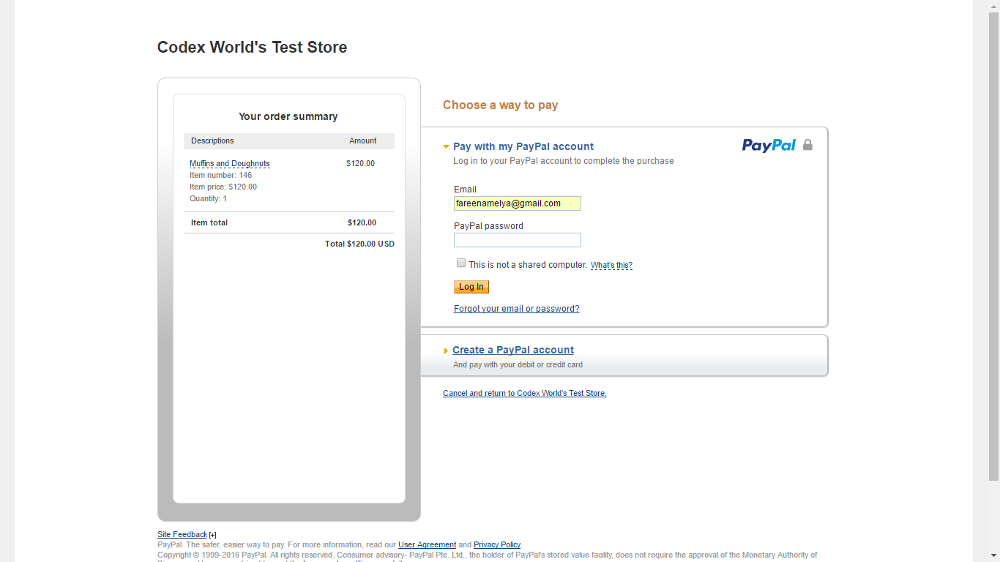 Codex World's Test Store
Your order summary
Descriptions Amount
Muffins and Doughnuts $120.00
Item number: 146
Item price: $120.00
Quantity: 1
Item total $120.00
Total $120.00 USD
Choose a way to pay
Pay with my PayPal account
PayPal
Log in to your PayPal account to complete the purchase
Email
fareenamelya@gmail.com
PayPal password
This is not a shared computer. What's this?
Log In
Forgot your email or password?
Create a PayPal account
And pay with your debit or credit card
Cancel and return to Codex World's Test Store.
Site Feedback [+]
PayPal. The safer, easier way to pay. For more information, read our User Agreement and Privacy Policy.
Copyright © 1999-2016 PayPal. All rights reserved. Consumer advisory- PayPal Pte. Ltd., the holder of PayPal's stored value facility, does not require the approval of the Monetary Authority of